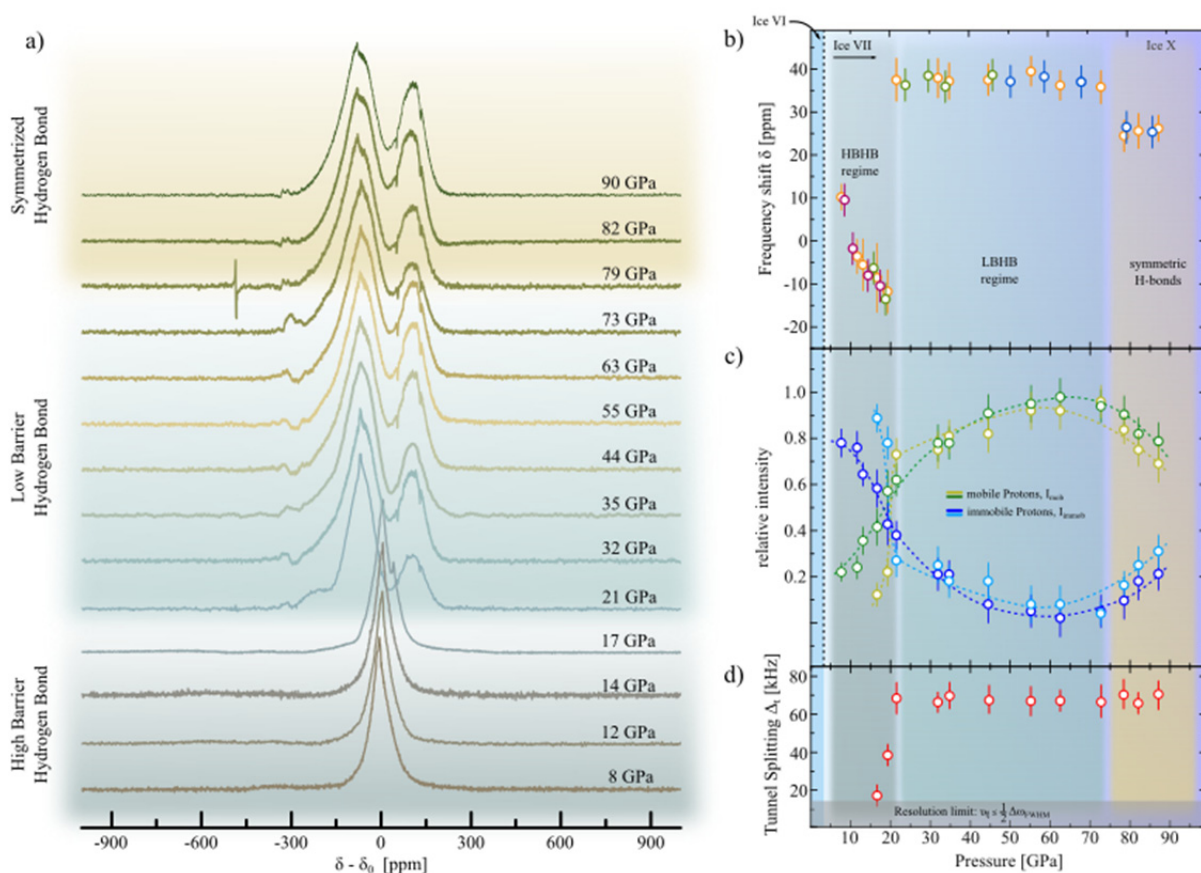 a)
Symmetrized
Hydrogen Bond
Low Barrier
Hydrogen Bond
High Barrier
Hydrogen Bond
90 GPa
82 GPa
79 GPa
73 GPa
63 GPa
55 GPa
44 GPa
35 GPa
32 GPa
21 GPa
17 GPa
14 GPa
12 GPa
8 GPa
-900 -600 -300 0 300 600 900
δ - δ₀ [ppm]
Ice VI
b)
Ice VII
Ice X
Frequency shift δ [ppm]
40
30
20
10
0
-10
-20
HBHB
regime
LBHB
regime
symmetric
H-bonds
c)
relative intensity
1.0
0.8
0.6
0.4
0.2
mobile Protons, I
immobile Protons, I
d)
Tunnel Splitting Δₜ [kHz]
80
60
40
20
Resolution limit:
10 20 30 40 50 60 70 80 90
Pressure [GPa]